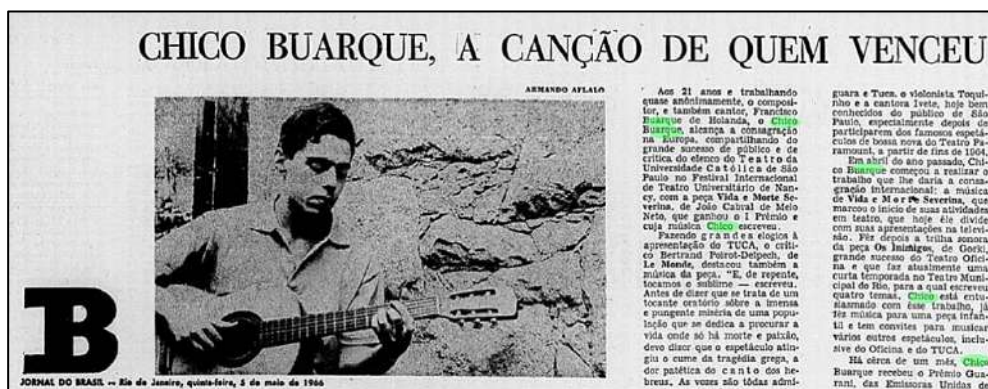 CHICO BUARQUE, A CANÇÃO DE QUEM VENCEU
ARMANDO AFLALO
B
JORNAL DO BRASIL — Rio de Janeiro, quinta-feira, 5 de maio de 1966
Aos 21 anos e trabalhando
quase anônimamente, o composi-
tor, e também cantor, Francisco
Buarque de Holanda, o Chico
Buarque, alcança a consagração
na Europa, compartilhando do
grande sucesso de público e de
crítica do elenco do Teatro da
Universidade Católica de São
Paulo no Festival Internacional
de Teatro Universitário de Nan-
cy, com a peça Vida e Morte Se-
verina, de João Cabral de Melo
Neto, que ganhou o I Prêmio e
cuja música Chico escreveu.
Fazendo grandes elogios à
apresentação do TUCA, o críti-
co Bertrand Poirot-Delpech, de
Le Monde, destacou também a
música da peça. "E, de repente,
tocamos o sublime — escreveu.
Antes de dizer que se trata de um
tocante oratório sôbre a imensa
e pungente miséria de uma popu-
lação que se dedica a procurar a
vida onde só há morte e paixão,
devo dizer que o espetáculo atin-
giu o cume da tragédia grega, a
dor patética do canto dos he-
breus. As vezes são tôdas admi-
guara e Tuca, o violonista Toqui-
nho e a cantora Ivete, hoje bem
conhecidos do público de São
Paulo, especialmente depois de
participarem dos famosos espetá-
culos de bossa nova do Teatro Pa-
ramount, a partir de fins de 1964.
Em abril do ano passado, Chi-
co Buarque começou a realizar o
trabalho que lhe daria a consa-
gração internacional: a música
de Vida e Morte Severina, que
marcou o início de suas atividades
em teatro, que hoje êle divide
com suas apresentações na televi-
são. Fêz depois a trilha sonora
da peça Os Inimigos, de Gorki,
grande sucesso do Teatro Ofici-
na e que faz atualmente uma
curta temporada no Teatro Muni-
cipal do Rio, para a qual escreveu
quatro temas. Chico está entu-
siasmado com êsse trabalho, já
fês música para uma peça infan-
til e tem convites para musicar
vários outros espetáculos, inclu-
sive do Oficina e do TUCA.
Há cêrca de um mês, Chico
Buarque recebeu o Prêmio Gua-
rani, das Emissoras Unidas de